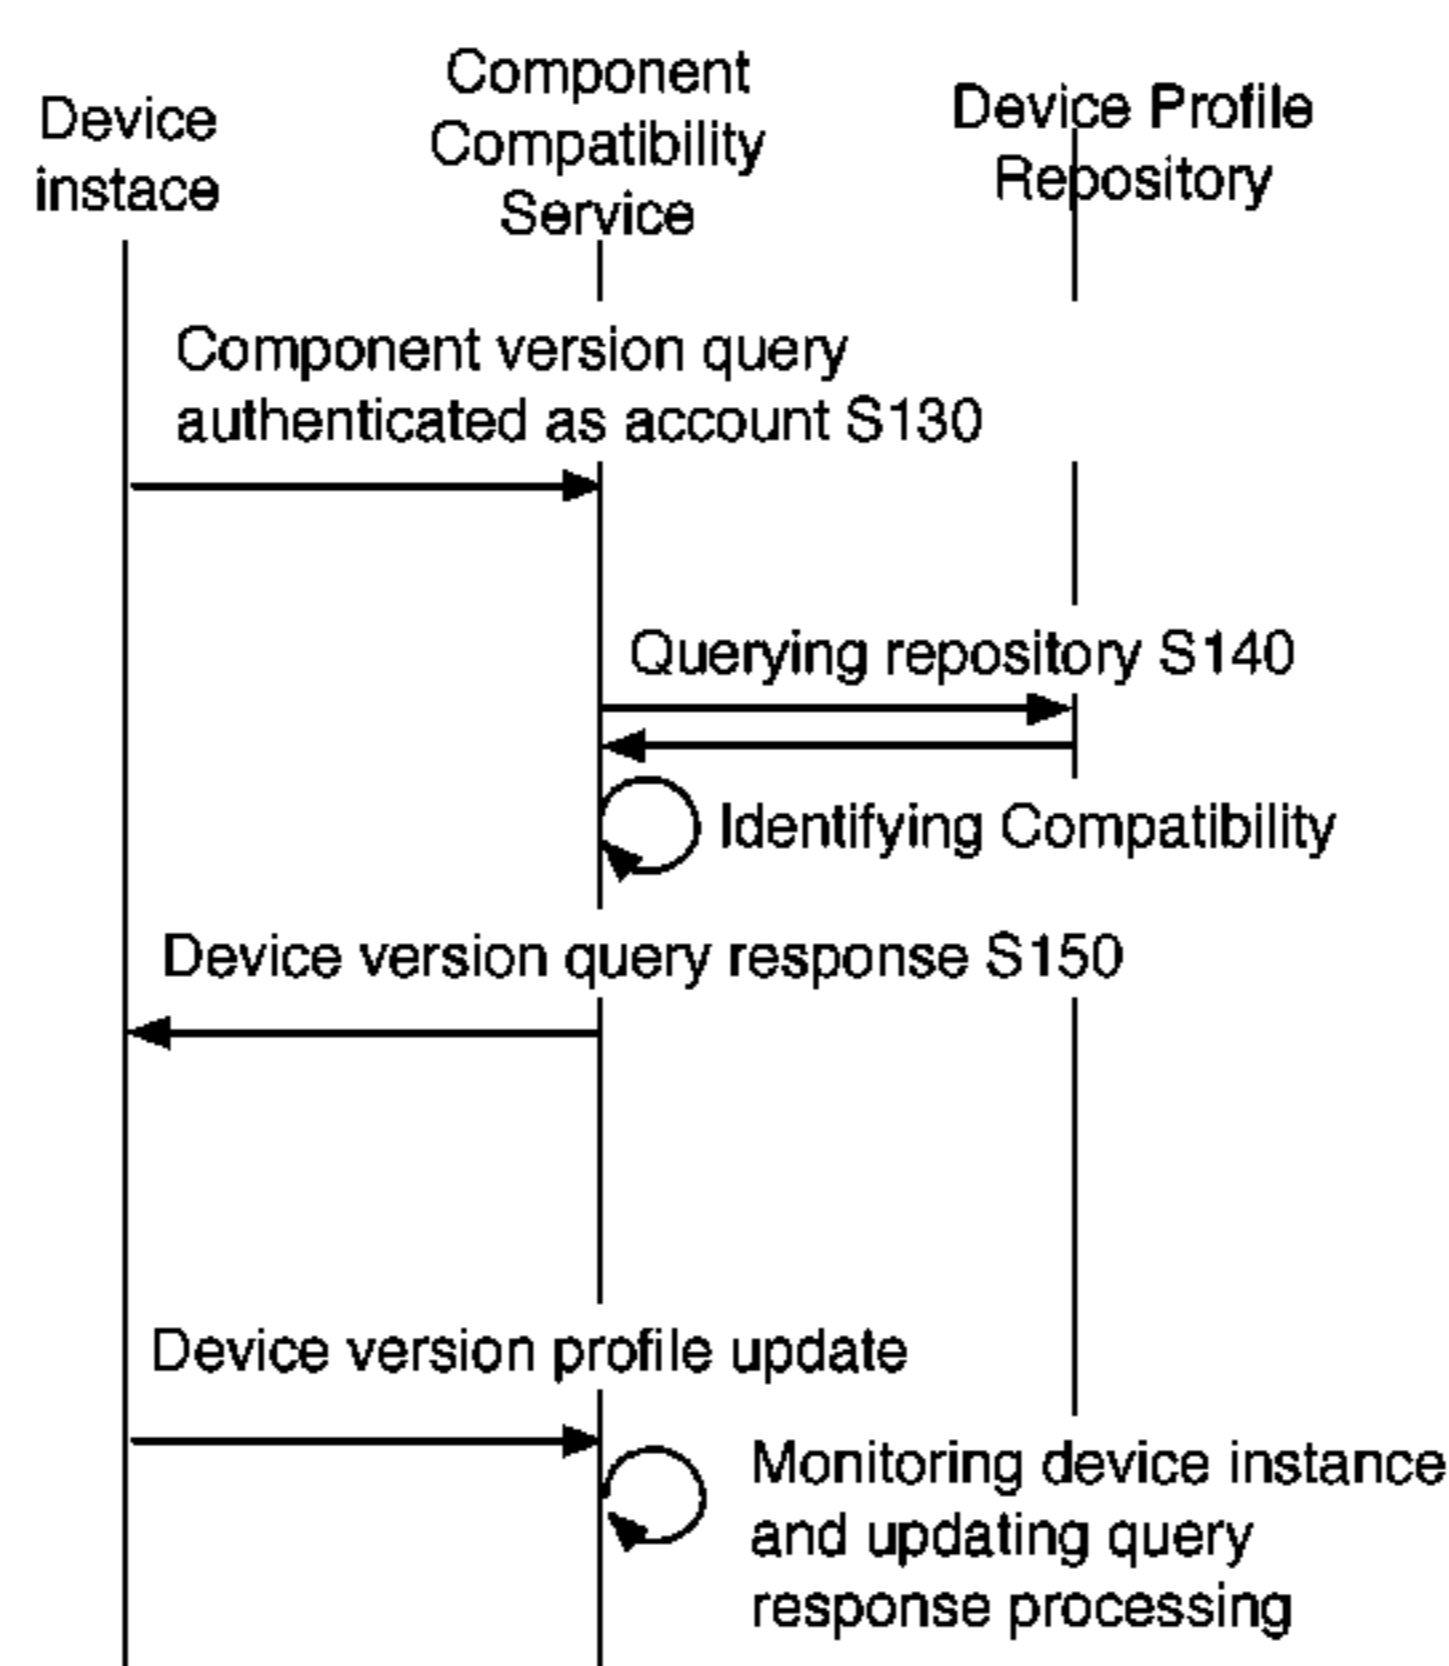 Device
instace
Component
Compatibility
Service
Device Profile
Repository
Component version query
authenticated as account S130
Querying repository S140
Identifying Compatibility
Device version query response S150
Device version profile update
Monitoring device instance
and updating query
response processing